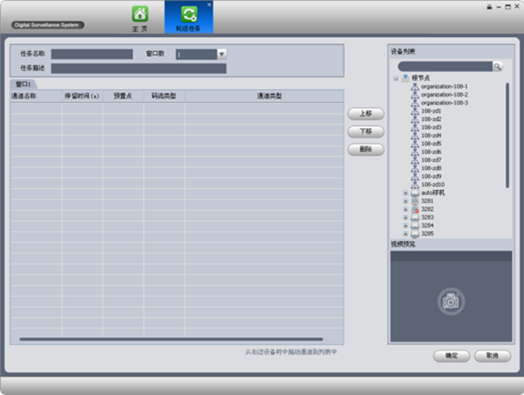 Digital Surveillance System
主 页
轮巡任务
任务名称
窗口数
1
任务描述
窗口1
通道名称 停留时间(s) 预置点 码流类型 通道类型
上移
下移
删除
从右边设备树中拖动通道到列表中
设备列表
根节点
organization-108-1
organization-108-2
organization-108-3
108-zd1
108-zd2
108-zd3
108-zd4
108-zd5
108-zd6
108-zd7
108-zd8
108-zd9
108-zd10
3281
3282
3283
3284
3285
视频预览
确定
取消